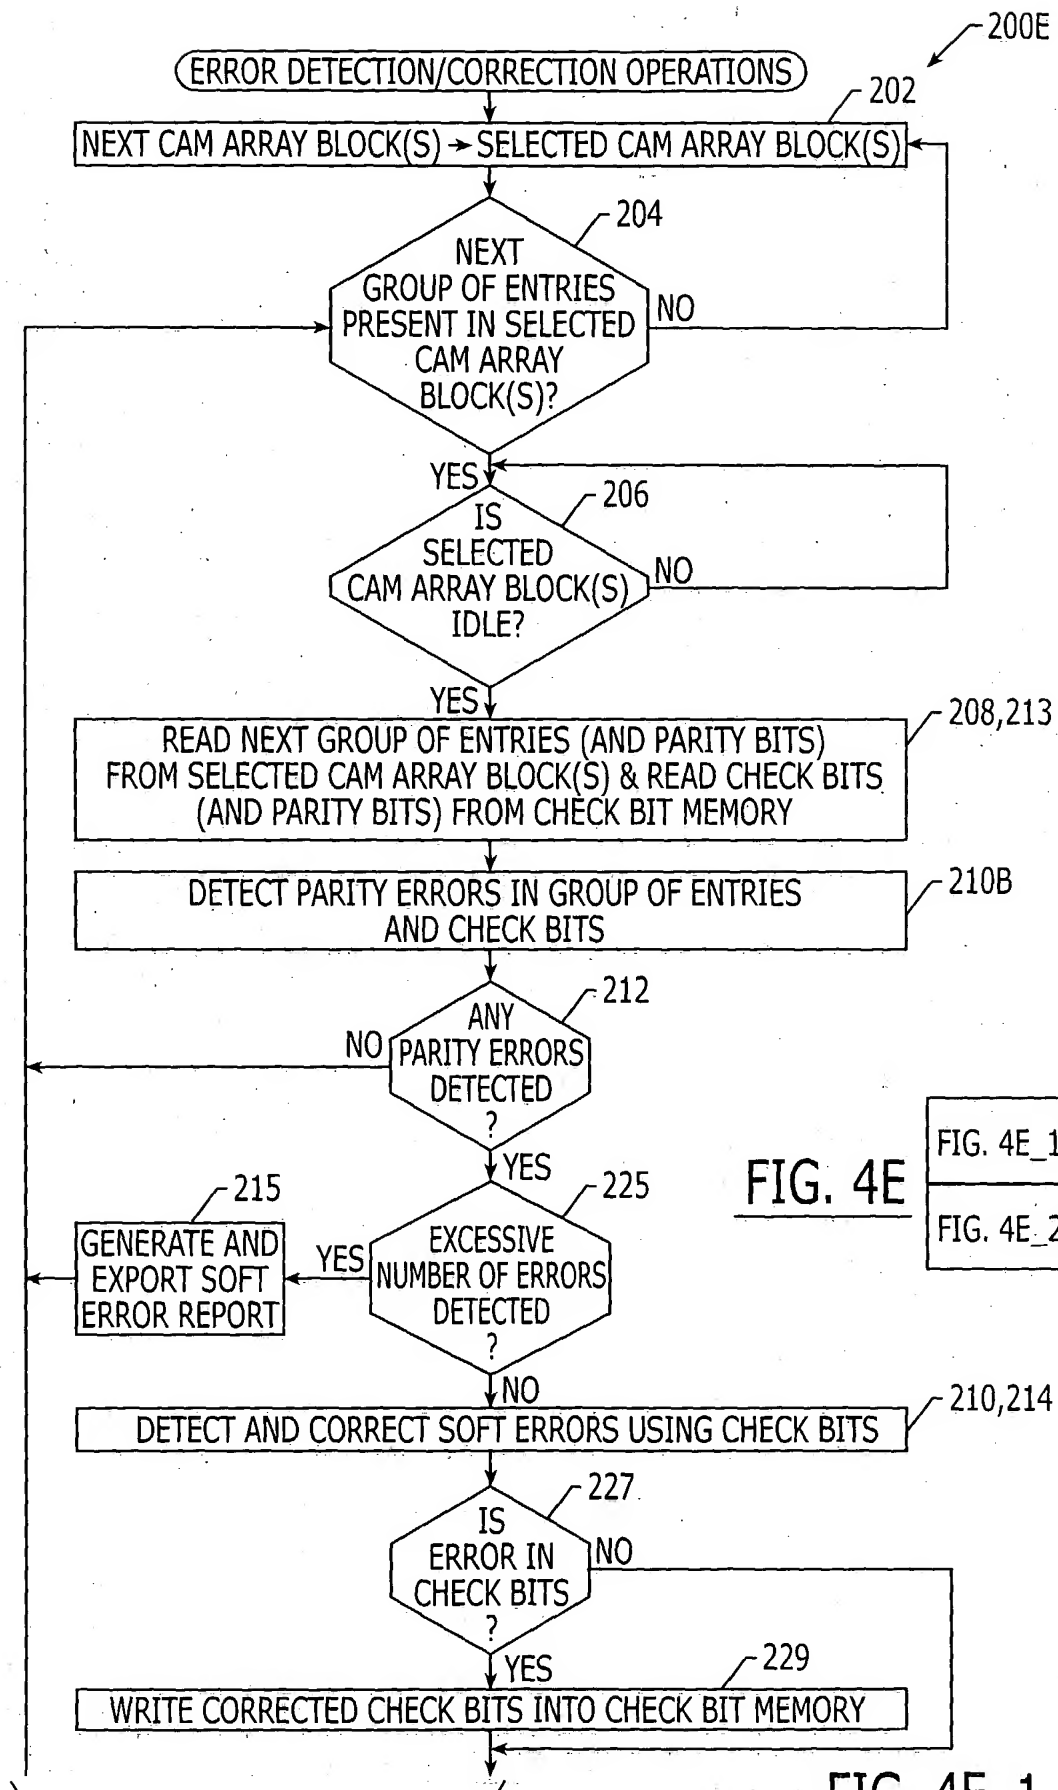 200E
ERROR DETECTION/CORRECTION OPERATIONS
202
NEXT CAM ARRAY BLOCK(S) → SELECTED CAM ARRAY BLOCK(S)
204
NEXT
GROUP OF ENTRIES
PRESENT IN SELECTED
CAM ARRAY
BLOCK(S)?
NO
YES
206
IS
SELECTED
CAM ARRAY BLOCK(S)
IDLE?
NO
YES
208,213
READ NEXT GROUP OF ENTRIES (AND PARITY BITS)
FROM SELECTED CAM ARRAY BLOCK(S) & READ CHECK BITS
(AND PARITY BITS) FROM CHECK BIT MEMORY
210B
DETECT PARITY ERRORS IN GROUP OF ENTRIES
AND CHECK BITS
212
ANY
PARITY ERRORS
DETECTED
?
NO
YES
FIG. 4E
FIG. 4E_1
FIG. 4E_2
215
GENERATE AND
EXPORT SOFT
ERROR REPORT
225
EXCESSIVE
NUMBER OF ERRORS
DETECTED
?
YES
NO
210,214
DETECT AND CORRECT SOFT ERRORS USING CHECK BITS
227
IS
ERROR IN
CHECK BITS
?
NO
YES
229
WRITE CORRECTED CHECK BITS INTO CHECK BIT MEMORY
FIG. 4E_1